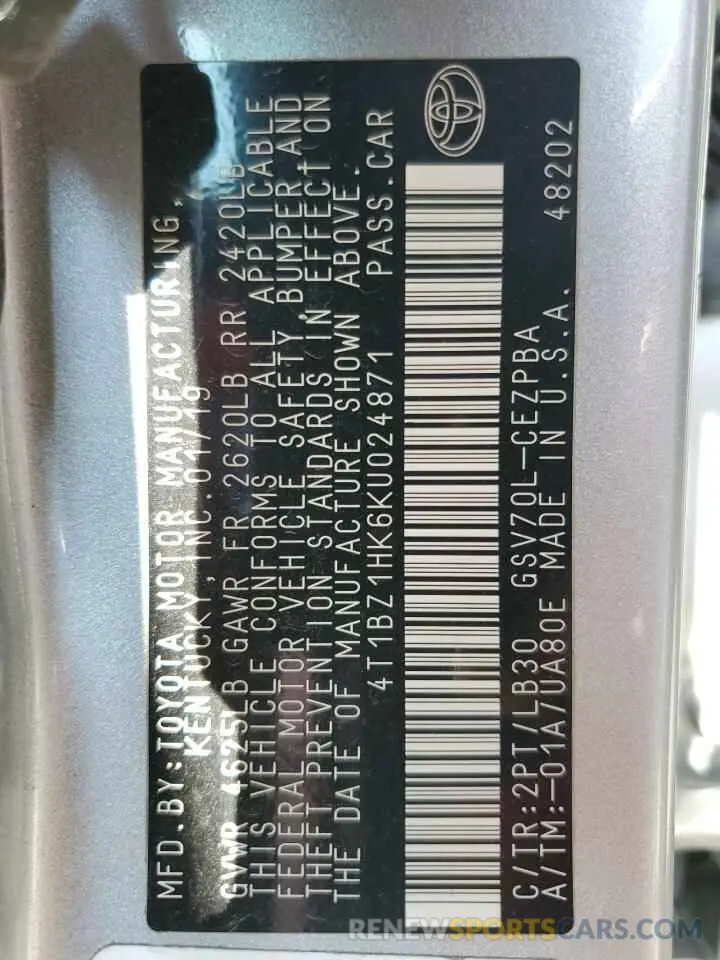 MFD.BY:TOYOTA MOTOR MANUFACTURING,
KENTUCKY,INC.01/19
GVWR 4625LB GAWR FR 2620LB RR 2420LB
THIS VEHICLE CONFORMS TO ALL APPLICABLE
FEDERAL MOTOR VEHICLE SAFETY,BUMPER,AND
THEFT PREVENTION STANDARDS IN EFFECT ON
THE DATE OF MANUFACTURE SHOWN ABOVE.
4T1BZ1HK6KU024871 PASS.CAR
C/TR:2PT/LB30 GSV70L-CEZPBA 48202
A/TM:-01A/UA80E MADE IN U.S.A.
RENEWSPORTSCARS.COM